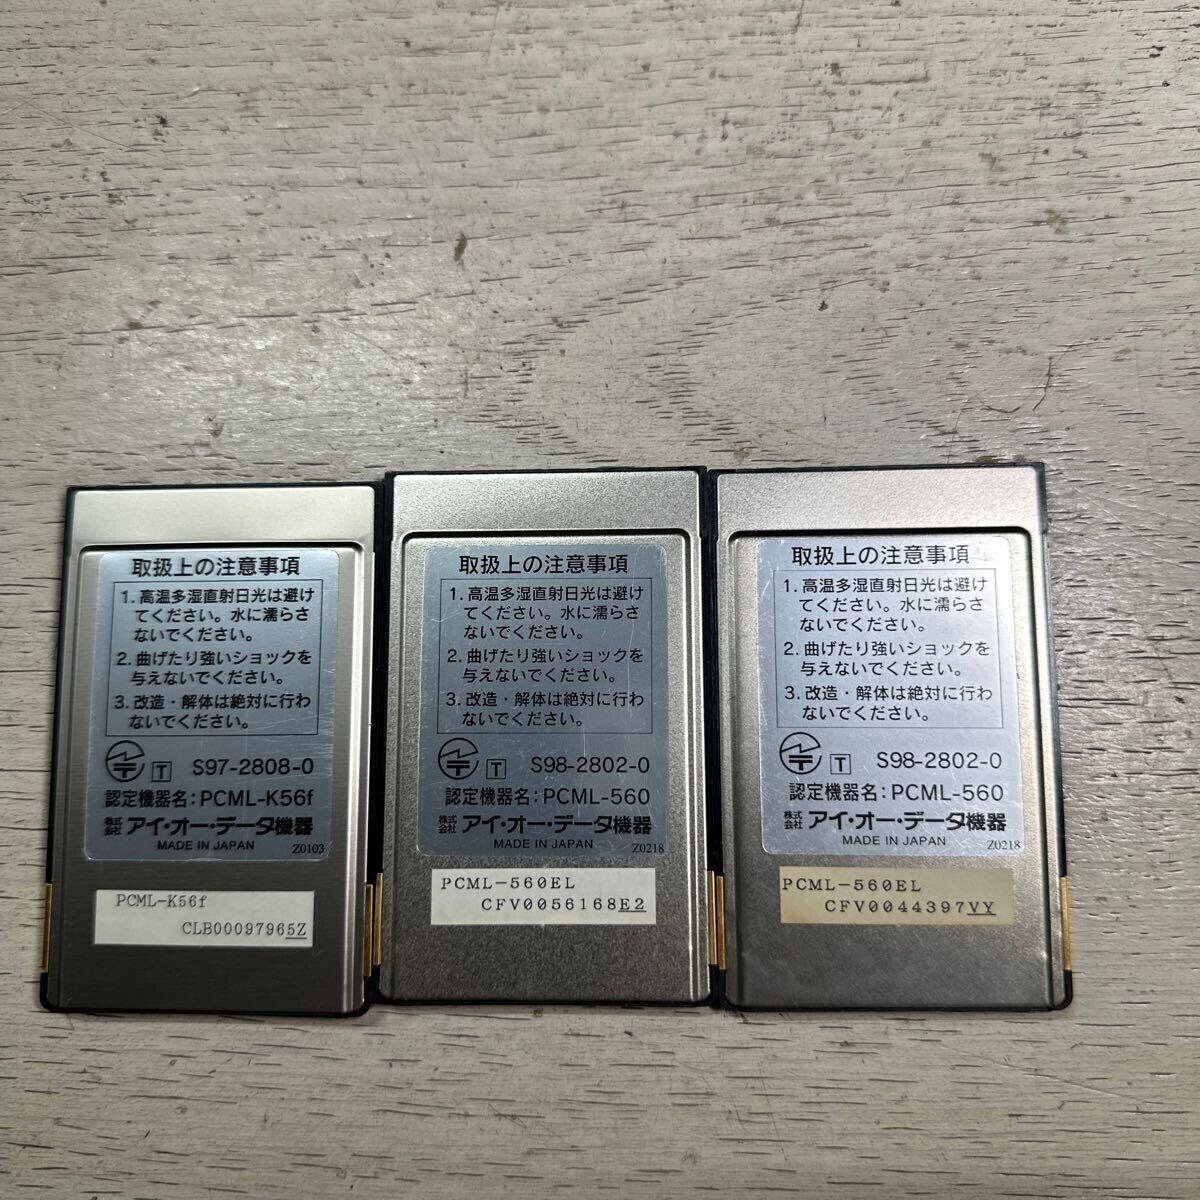 取扱上の注意事項
1. 高温多湿直射日光は避け
てください。水に濡らさ
ないでください。
2. 曲げたり強いショックを
与えないでください。
3. 改造・解体は絶対に行わ
ないでください。
T S97-2808-0
認定機器名：PCML-K56f
株式会社 アイ・オー・データ機器
MADE IN JAPAN Z0103
PCML-K56f
CLB00097965Z
取扱上の注意事項
1. 高温多湿直射日光は避け
てください。水に濡らさ
ないでください。
2. 曲げたり強いショックを
与えないでください。
3. 改造・解体は絶対に行わ
ないでください。
T S98-2802-0
認定機器名：PCML-560
株式会社 アイ・オー・データ機器
MADE IN JAPAN Z0218
PCML-560EL
CFV0056168E2
取扱上の注意事項
1. 高温多湿直射日光は避け
てください。水に濡らさ
ないでください。
2. 曲げたり強いショックを
与えないでください。
3. 改造・解体は絶対に行わ
ないでください。
T S98-2802-0
認定機器名：PCML-560
株式会社 アイ・オー・データ機器
MADE IN JAPAN Z0218
PCML-560EL
CFV0044397VY